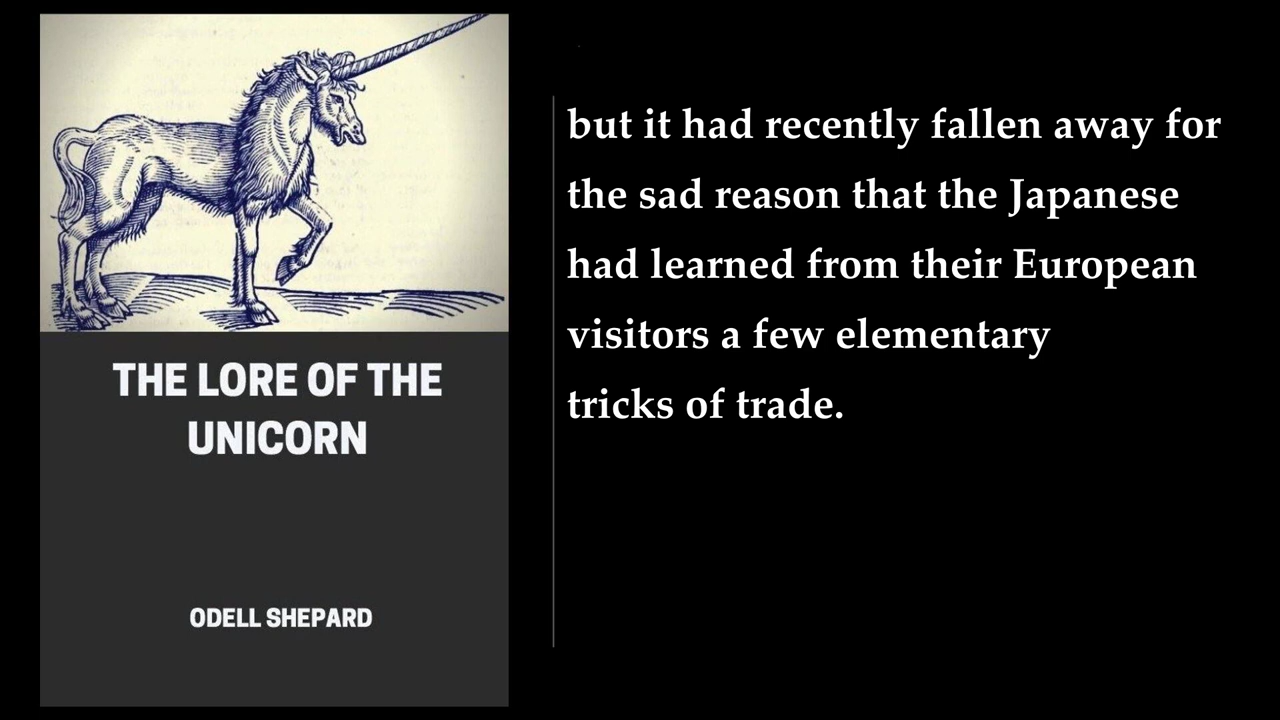 THE LORE OF THE
UNICORN
ODELL SHEPARD
but it had recently fallen away for
the sad reason that the Japanese
had learned from their European
visitors a few elementary
tricks of trade.